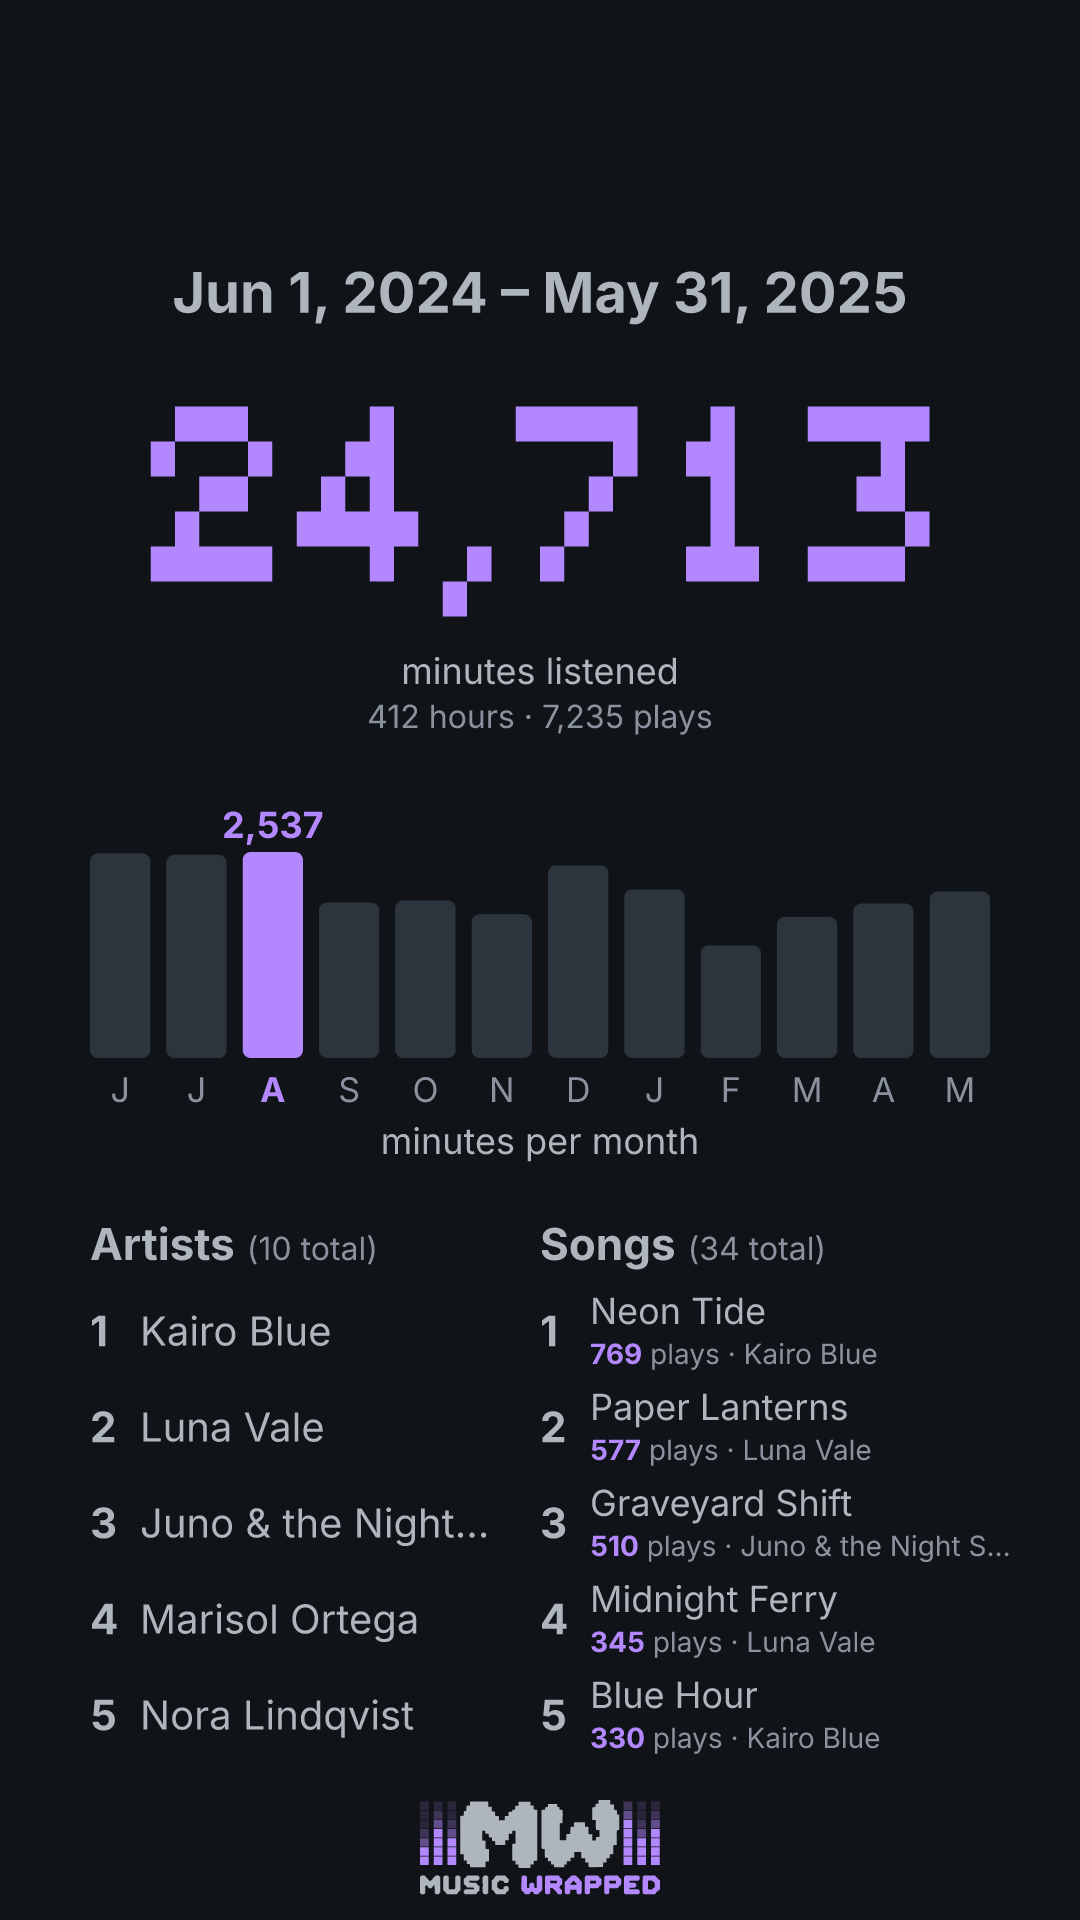 Jun 1, 2024 – May 31, 2025
24,713
minutes listened
412 hours · 7,235 plays
2,537
J J A S O N D J F M A M
minutes per month
Artists (10 total)
1 Kairo Blue
2 Luna Vale
3 Juno & the Night...
4 Marisol Ortega
5 Nora Lindqvist
Songs (34 total)
1 Neon Tide
769 plays · Kairo Blue
2 Paper Lanterns
577 plays · Luna Vale
3 Graveyard Shift
510 plays · Juno & the Night S...
4 Midnight Ferry
345 plays · Luna Vale
5 Blue Hour
330 plays · Kairo Blue
MW
MUSIC WRAPPED